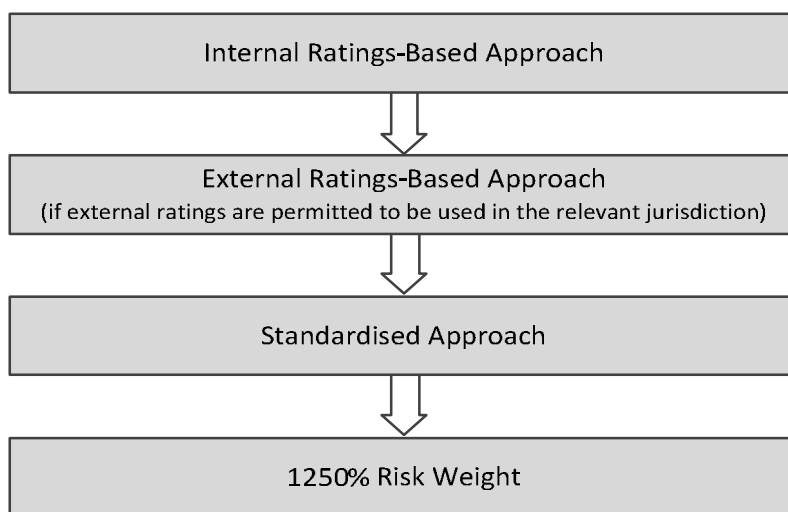 Internal Ratings-Based Approach
External Ratings-Based Approach
(if external ratings are permitted to be used in the relevant jurisdiction)
Standardised Approach
1250% Risk Weight